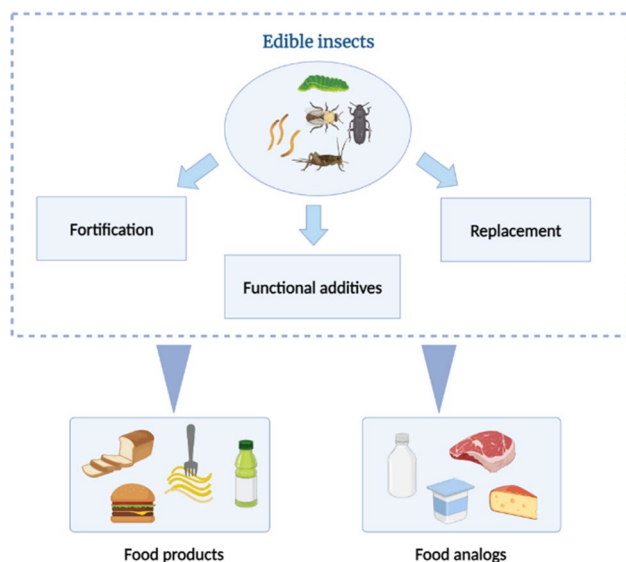 Edible insects
Fortification
Functional additives
Replacement
Food products
Food analogs